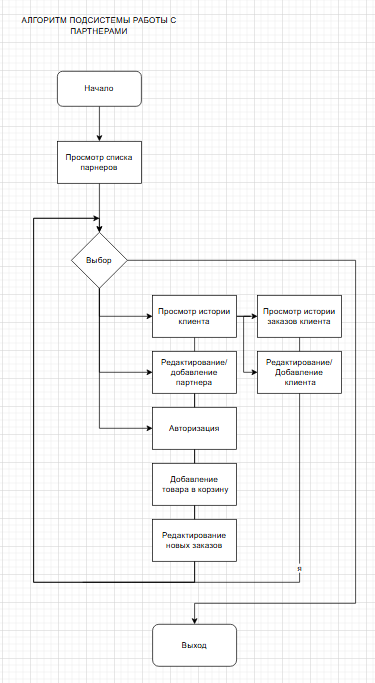 АЛГОРИТМ ПОДСИСТЕМЫ РАБОТЫ С
ПАРТНЕРАМИ
Начало
Просмотр списка
парнеров
Выбор
Просмотр истории
клиента
Просмотр истории
заказов клиента
Редактирование/
добавление
партнера
Редактирование/
Добавление
клиента
Авторизация
Добавление
товара в корзину
Редактирование
новых заказов
я
Выход